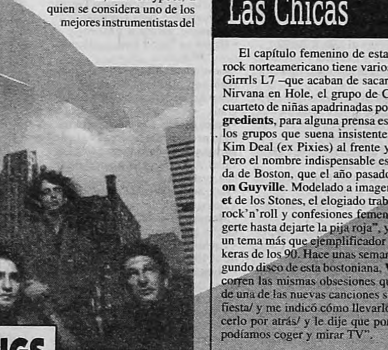 quien se considera uno de los
mejores instrumentistas del
Las Chicas
El capítulo femenino de esta
rock norteamericano tiene vario
Girrrls L7 –que acaban de sacar
Nirvana en Hole, el grupo de C
cuarteto de niñas apadrinadas po
gredients, para alguna prensa es
los grupos que suena insistente
Kim Deal (ex Pixies) al frente y
Pero el nombre indispensable es
da de Boston, que el año pasado
on Guyville. Modelado a imagen
et de los Stones, el elogiado trab
rock'n'roll y confesiones femen
gerte hasta dejarte la pija roja", y
un tema más que ejemplificador
keras de los 90. Hace unas semar
gundo disco de esta bostoniana.
corren las mismas obsesiones qu
de una de las nuevas canciones s
fiesta/ y me indicó cómo llevarlo
cerlo por atrás/ y le dije que por
podíamos coger y mirar TV".